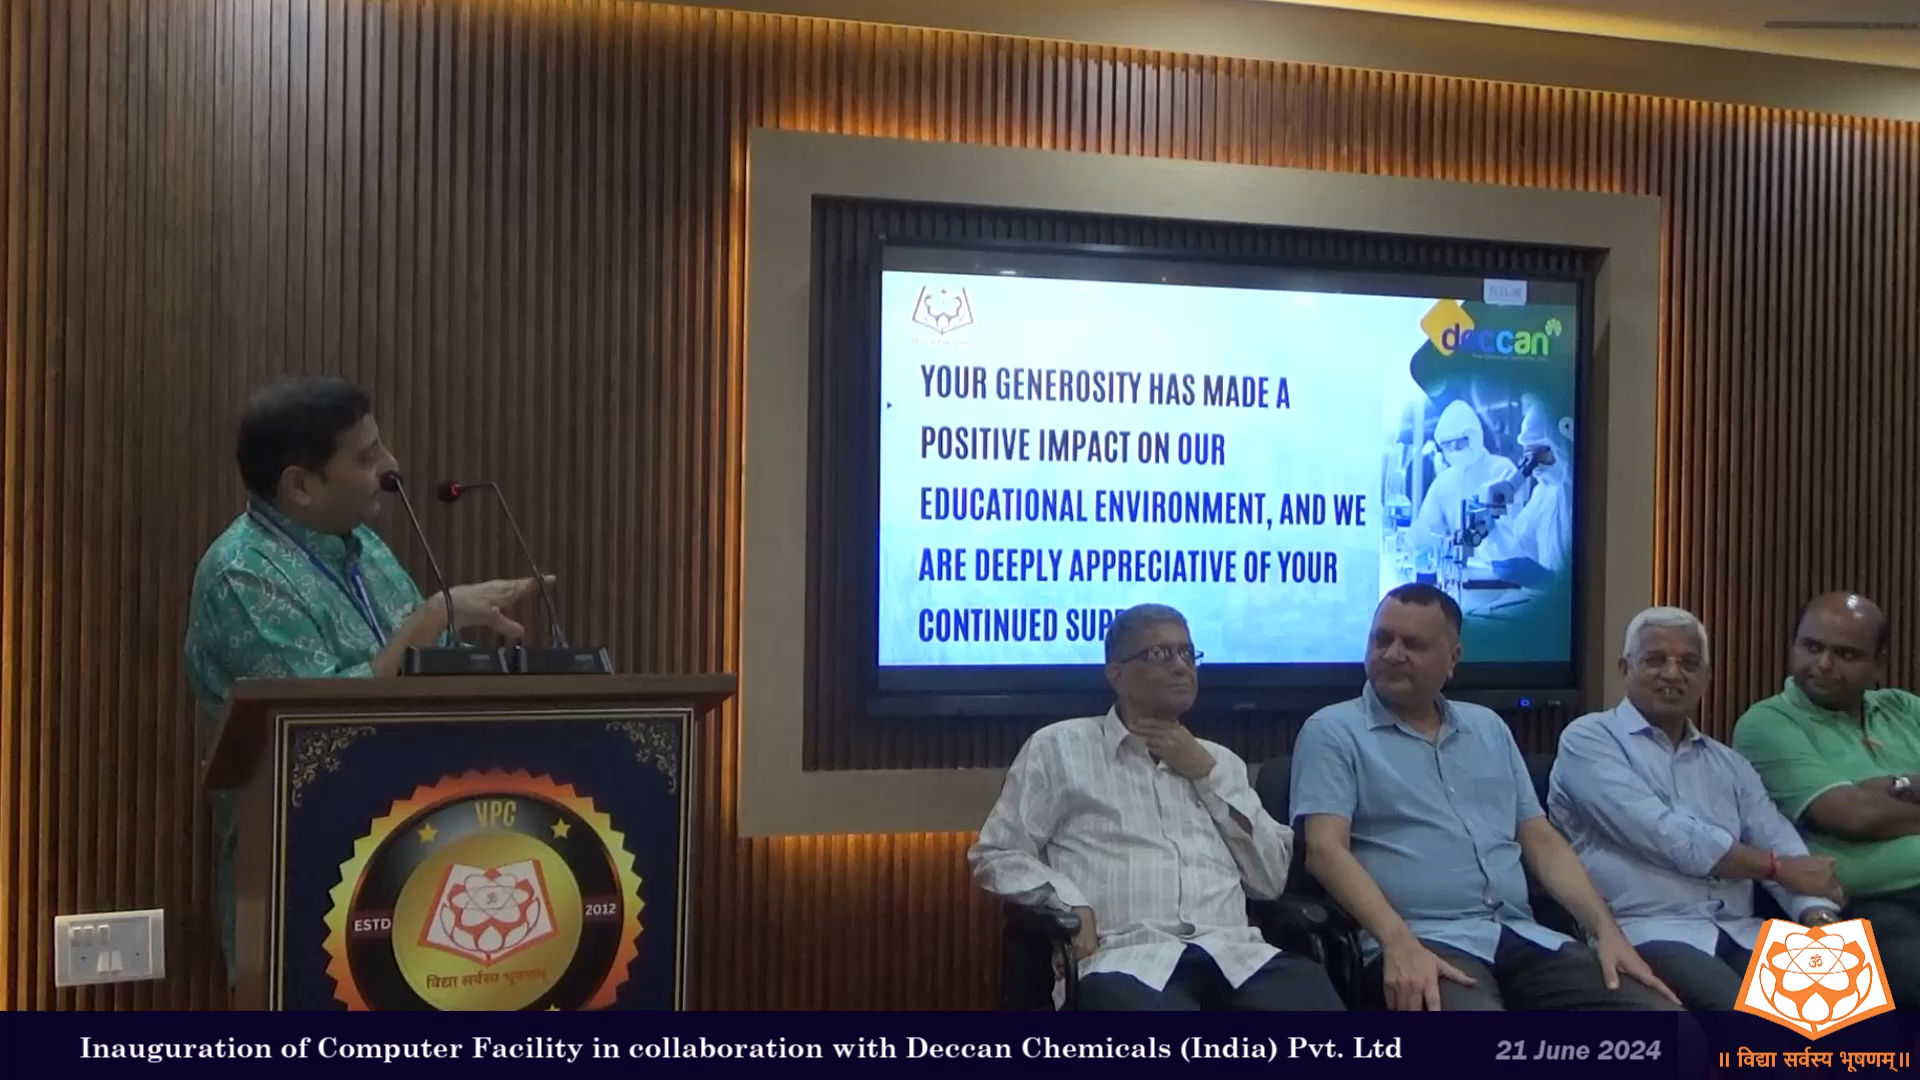 deccan
YOUR GENEROSITY HAS MADE A
POSITIVE IMPACT ON OUR
EDUCATIONAL ENVIRONMENT, AND WE
ARE DEEPLY APPRECIATIVE OF YOUR
CONTINUED
VPC
ESTD
2012
विद्या सर्वस्य भूषणम्
Inauguration of Computer Facility in collaboration with Deccan Chemicals (India) Pvt. Ltd
21 June 2024
॥ विद्या सर्वस्य भूषणम् ॥